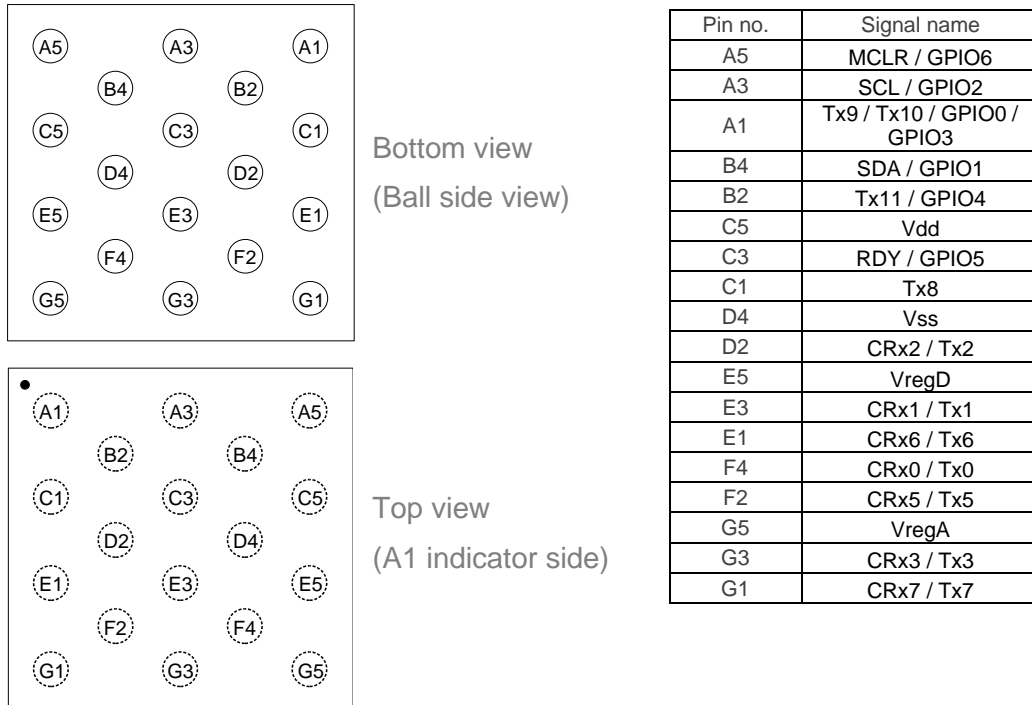 A5 A3 A1
B4 B2
C5 C3 C1
D4 D2
E5 E3 E1
F4 F2
G5 G3 G1
Bottom view
(Ball side view)
A1 A3 A5
B2 B4
C1 C3 C5
D2 D4
E1 E3 E5
F2 F4
G1 G3 G5
Top view
(A1 indicator side)
Pin no. Signal name
A5 MCLR / GPIO6
A3 SCL / GPIO2
A1 Tx9 / Tx10 / GPIO0 /
GPIO3
B4 SDA / GPIO1
B2 Tx11 / GPIO4
C5 Vdd
C3 RDY / GPIO5
C1 Tx8
D4 Vss
D2 CRx2 / Tx2
E5 VregD
E3 CRx1 / Tx1
E1 CRx6 / Tx6
F4 CRx0 / Tx0
F2 CRx5 / Tx5
G5 VregA
G3 CRx3 / Tx3
G1 CRx7 / Tx7